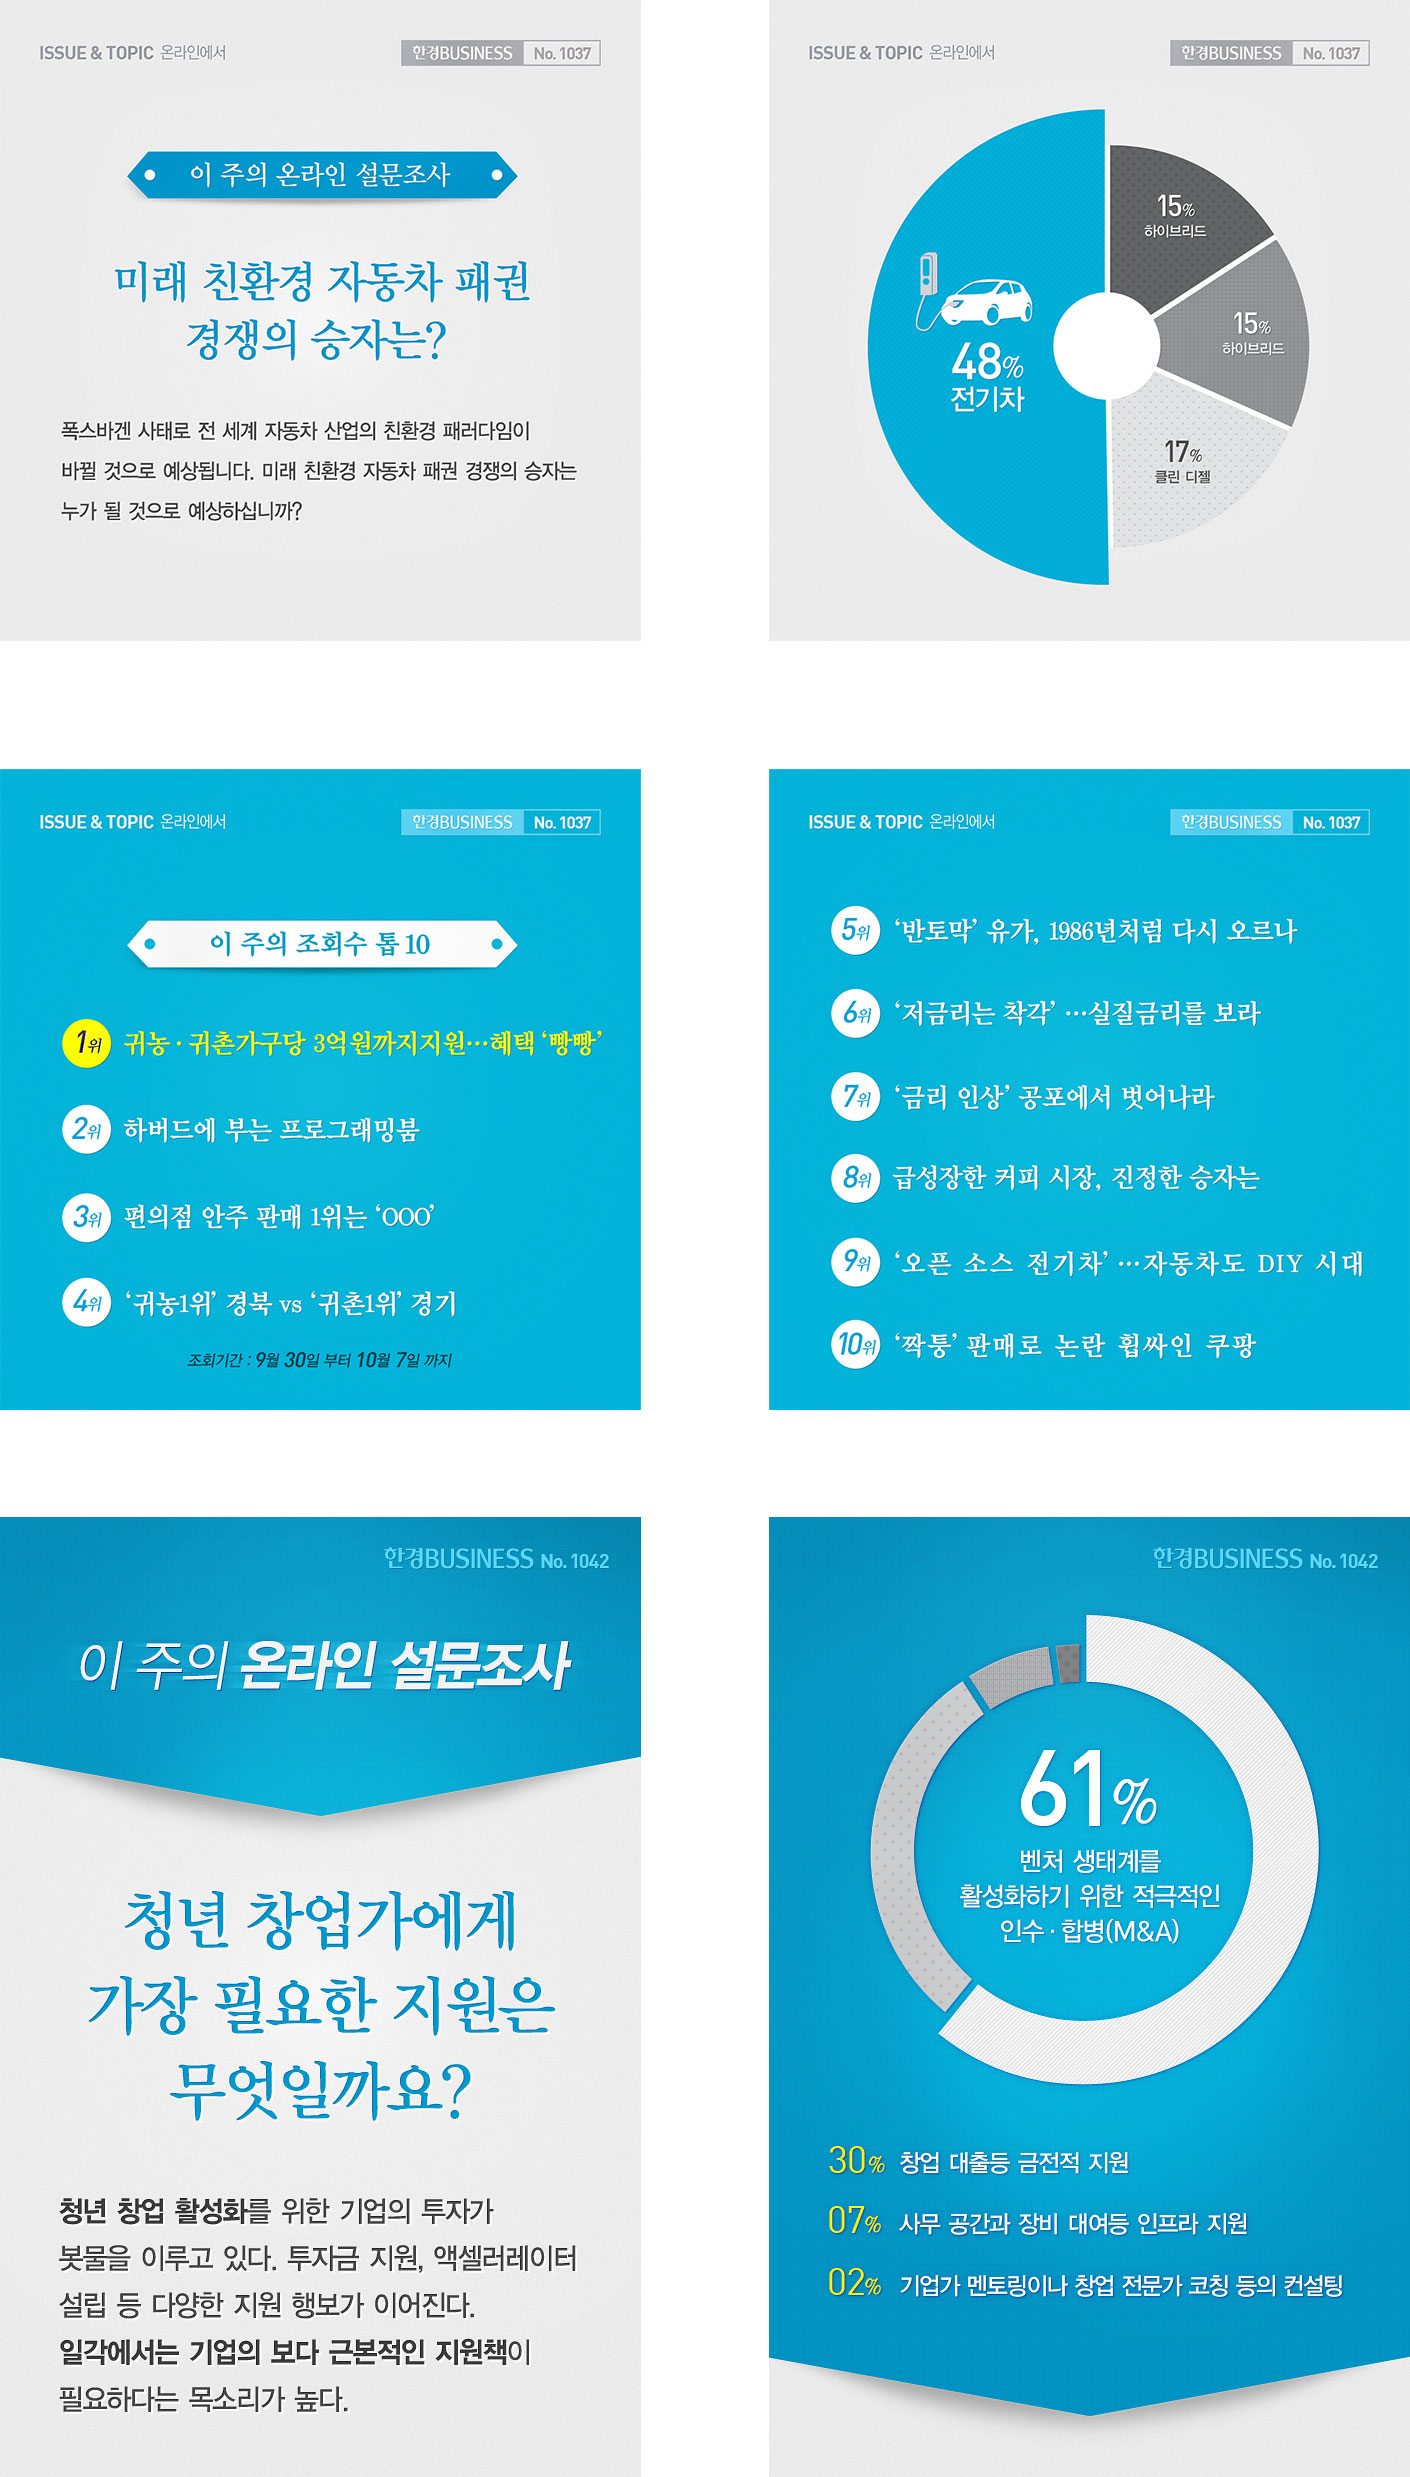 ISSUE & TOPIC 온라인에서
한경BUSINESS No. 1037
이 주의 온라인 설문조사
미래 친환경 자동차 패권
경쟁의 승자는?
폭스바겐 사태로 전 세계 자동차 산업의 친환경 패러다임이
바뀔 것으로 예상됩니다. 미래 친환경 자동차 패권 경쟁의 승자는
누가 될 것으로 예상하십니까?
ISSUE & TOPIC 온라인에서
한경BUSINESS No. 1037
15%
하이브리드
15%
하이브리드
48%
전기차
17%
클린 디젤
ISSUE & TOPIC 온라인에서
한경BUSINESS No. 1037
이 주의 조회수 톱 10
1위 귀농·귀촌가구당 3억원까지지원…혜택 ‘빵빵’
2위 하버드에 부는 프로그래밍붐
3위 편의점 안주 판매 1위는 ‘OOO’
4위 ‘귀농1위’ 경북 vs ‘귀촌1위’ 경기
조회기간 : 9월 30일 부터 10월 7일 까지
ISSUE & TOPIC 온라인에서
한경BUSINESS No. 1037
5위 ‘반토막’ 유가, 1986년처럼 다시 오르나
6위 ‘저금리는 착각’…실질금리를 보라
7위 ‘금리 인상’ 공포에서 벗어나라
8위 급성장한 커피 시장, 진정한 승자는
9위 ‘오픈 소스 전기차’…자동차도 DIY 시대
10위 ‘짝퉁’ 판매로 논란 휩싸인 쿠팡
한경BUSINESS No. 1042
이 주의 온라인 설문조사
청년 창업가에게
가장 필요한 지원은
무엇일까요?
청년 창업 활성화를 위한 기업의 투자가
봇물을 이루고 있다. 투자금 지원, 액셀러레이터
설립 등 다양한 지원 행보가 이어진다.
일각에서는 기업의 보다 근본적인 지원책이
필요하다는 목소리가 높다.
한경BUSINESS No. 1042
61%
벤처 생태계를
활성화하기 위한 적극적인
인수·합병(M&A)
30% 창업 대출등 금전적 지원
07% 사무 공간과 장비 대여등 인프라 지원
02% 기업가 멘토링이나 창업 전문가 코칭 등의 컨설팅